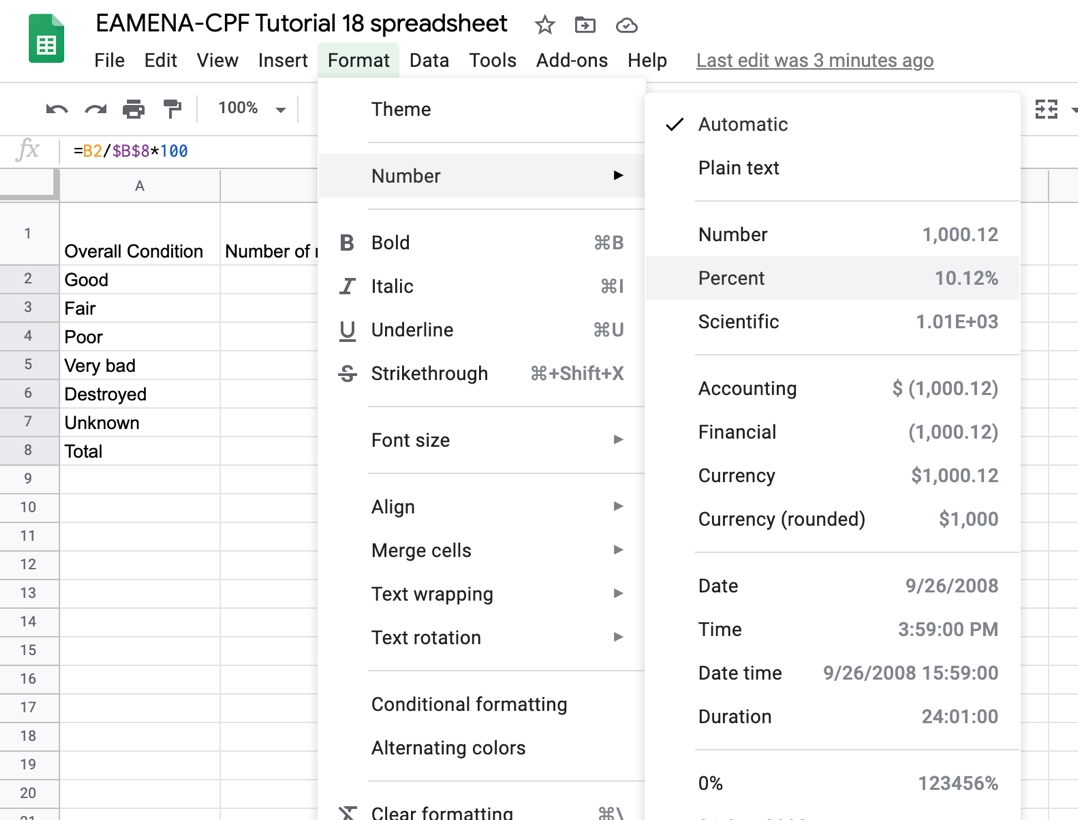 EAMENA-CPF Tutorial 18 spreadsheet
File Edit View Insert Format Data Tools Add-ons Help Last edit was 3 minutes ago
100%
fx =B2/$B$8*100
A
1 Overall Condition Number of
2 Good
3 Fair
4 Poor
5 Very bad
6 Destroyed
7 Unknown
8 Total
9
10
11
12
13
14
15
16
17
18
19
20
21
Theme
Number
B Bold ⌘B
I Italic ⌘I
U Underline ⌘U
S Strikethrough ⌘+Shift+X
Font size
Align
Merge cells
Text wrapping
Text rotation
Conditional formatting
Alternating colors
Clear formatting ⌘\
Automatic
Plain text
Number 1,000.12
Percent 10.12%
Scientific 1.01E+03
Accounting $ (1,000.12)
Financial (1,000.12)
Currency $1,000.12
Currency (rounded) $1,000
Date 9/26/2008
Time 3:59:00 PM
Date time 9/26/2008 15:59:00
Duration 24:01:00
0% 123456%